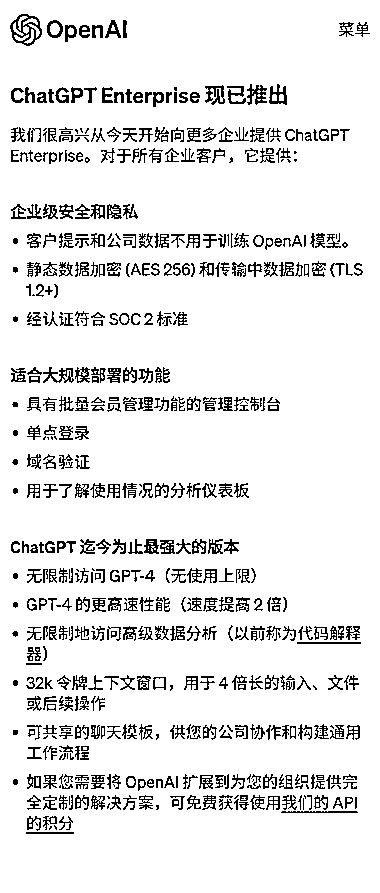 OpenAI
菜单
ChatGPT Enterprise 现已推出
我们很高兴从今天开始向更多企业提供 ChatGPT
Enterprise。对于所有企业客户，它提供：
企业级安全和隐私
• 客户提示和公司数据不用于训练 OpenAI 模型。
• 静态数据加密 (AES 256) 和传输中数据加密 (TLS
1.2+)
• 经认证符合 SOC 2 标准
适合大规模部署的功能
• 具有批量会员管理功能的管理控制台
• 单点登录
• 域名验证
• 用于了解使用情况的分析仪表板
ChatGPT 迄今为止最强大的版本
• 无限制访问 GPT-4（无使用上限）
• GPT-4 的更高速性能（速度提高 2 倍）
• 无限制地访问高级数据分析（以前称为代码解释
器）
• 32k 令牌上下文窗口，用于 4 倍长的输入、文件
或后续操作
• 可共享的聊天模板，供您的公司协作和构建通用
工作流程
• 如果您需要将 OpenAI 扩展到为您的组织提供完
全定制的解决方案，可免费获得使用我们的 API
的积分